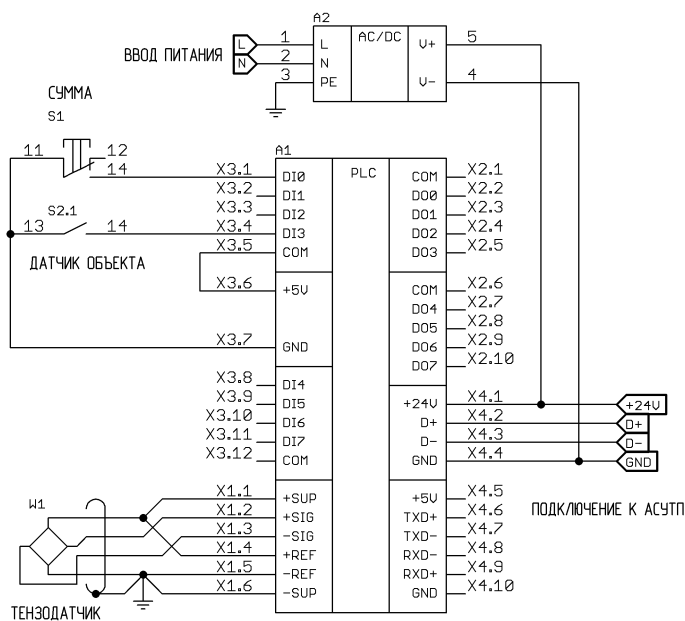 A2
ВВОД ПИТАНИЯ
L 1 L AC/DC V+ 5
N 2 N
3 PE V- 4
СУММА
S1
11 12
14
A1
PLC
X3.1 DI0 COM X2.1
X3.2 DI1 DO0 X2.2
X3.3 DI2 DO1 X2.3
S2.1
13 14 X3.4 DI3 DO2 X2.4
X3.5 COM DO3 X2.5
ДАТЧИК ОБЪЕКТА
X3.6 +5V COM X2.6
DO4 X2.7
DO5 X2.8
X3.7 GND DO6 X2.9
DO7 X2.10
X3.8 DI4
X3.9 DI5 +24V X4.1 +24V
X3.10 DI6 D+ X4.2 D+
X3.11 DI7 D- X4.3 D-
X3.12 COM GND X4.4 GND
W1
X1.1 +SUP +5V X4.5
X1.2 +SIG TXD+ X4.6
ПОДКЛЮЧЕНИЕ К АСУТП
X1.3 -SIG TXD- X4.7
X1.4 +REF RXD- X4.8
X1.5 -REF RXD+ X4.9
X1.6 -SUP GND X4.10
ТЕНЗОДАТЧИК